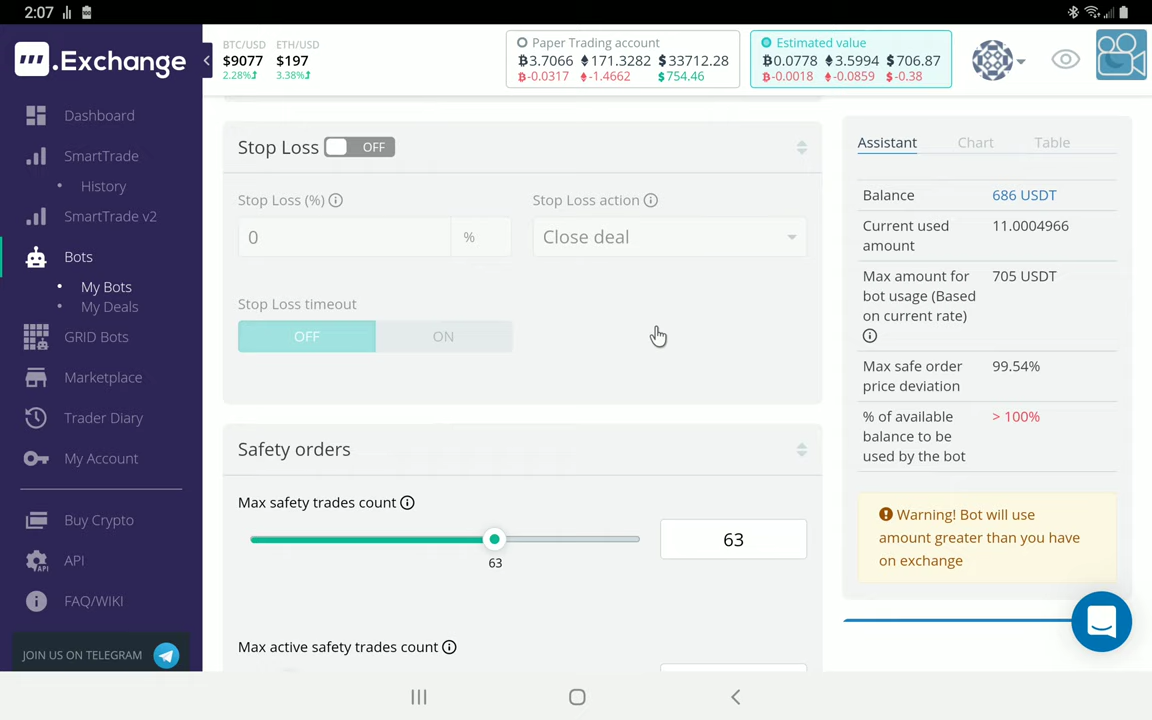 2:07
.Exchange
BTC/USD ETH/USD
$9077 $197
2.28% 3.38%
Paper Trading account
3.7066 171.3282 $33712.28
-0.0317 -1.4662 $754.46
Estimated value
0.0778 3.5994 $706.87
-0.0018 -0.0859 $-0.38
Dashboard
SmartTrade
• History
SmartTrade v2
Bots
• My Bots
• My Deals
GRID Bots
Marketplace
Trader Diary
My Account
Buy Crypto
API
FAQ/WIKI
JOIN US ON TELEGRAM
Stop Loss OFF
Stop Loss (%)
0 %
Stop Loss action
Close deal
Stop Loss timeout
OFF ON
Safety orders
Max safety trades count
63
63
Max active safety trades count
Assistant Chart Table
Balance 686 USDT
Current used
amount
11.0004966
Max amount for
bot usage (Based
on current rate)
705 USDT
Max safe order
price deviation
99.54%
% of available
balance to be
used by the bot
> 100%
Warning! Bot will use
amount greater than you have
on exchange